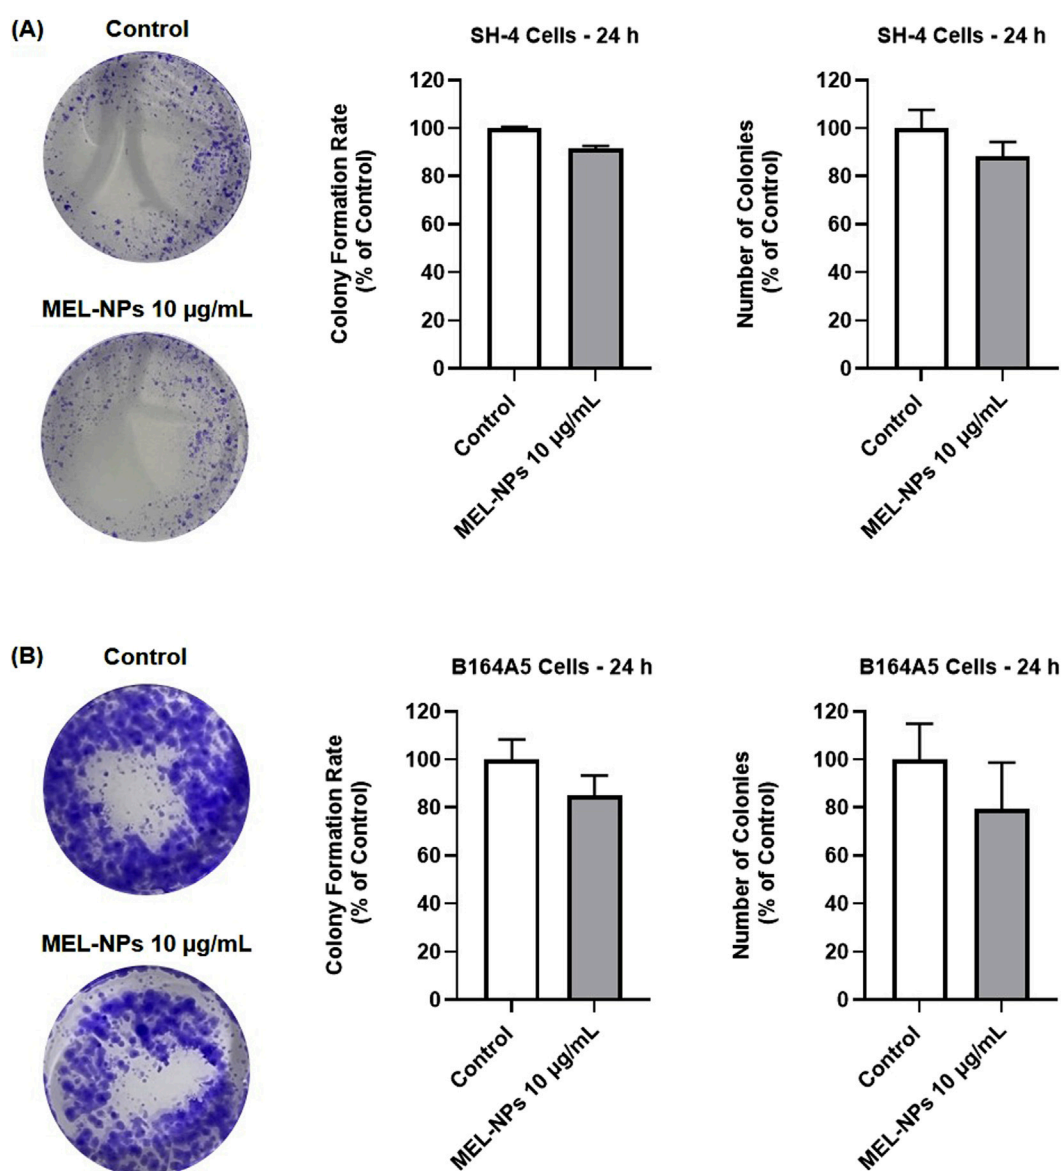 (A)
Control
MEL-NPs 10 µg/mL
SH-4 Cells - 24 h
Colony Formation Rate
(% of Control)
120
100
80
60
40
20
0
Control
MEL-NPs 10 µg/mL
SH-4 Cells - 24 h
Number of Colonies
(% of Control)
120
100
80
60
40
20
0
Control
MEL-NPs 10 µg/mL
(B)
Control
MEL-NPs 10 µg/mL
B164A5 Cells - 24 h
Colony Formation Rate
(% of Control)
120
100
80
60
40
20
0
Control
MEL-NPs 10 µg/mL
B164A5 Cells - 24 h
Number of Colonies
(% of Control)
120
100
80
60
40
20
0
Control
MEL-NPs 10 µg/mL